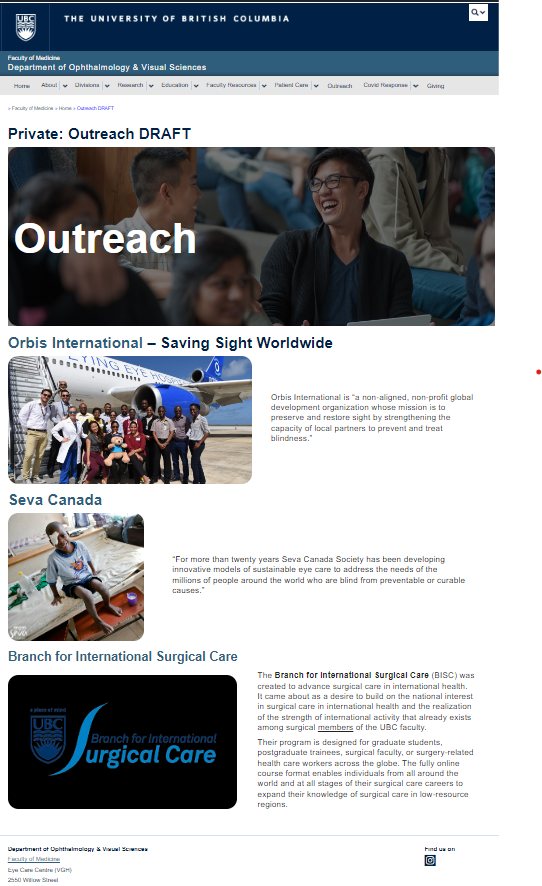 UBC
THE UNIVERSITY OF BRITISH COLUMBIA
Faculty of Medicine
Department of Ophthalmology & Visual Sciences
Home About Divisions Research Education Faculty Resources Patient Care Outreach Covid Response Giving
» Faculty of Medicine » Home » Outreach DRAFT
Private: Outreach DRAFT
Outreach
Orbis International – Saving Sight Worldwide
Orbis International is “a non-aligned, non-profit global
development organization whose mission is to
preserve and restore sight by strengthening the
capacity of local partners to prevent and treat
blindness.”
Seva Canada
“For more than twenty years Seva Canada Society has been developing
innovative models of sustainable eye care to address the needs of the
millions of people around the world who are blind from preventable or curable
causes.”
Seva
Branch for International Surgical Care
a place of mind
UBC
Branch for International
Surgical Care
The Branch for International Surgical Care (BISC) was
created to advance surgical care in international health.
It came about as a desire to build on the national interest
in surgical care in international health and the realization
of the strength of international activity that already exists
among surgical members of the UBC faculty.
Their program is designed for graduate students,
postgraduate trainees, surgical faculty, or surgery-related
health care workers across the globe. The fully online
course format enables individuals from all around the
world and at all stages of their surgical care careers to
expand their knowledge of surgical care in low-resource
regions.
Department of Ophthalmology & Visual Sciences
Faculty of Medicine
Eye Care Centre (VGH)
2550 Willow Street
Find us on